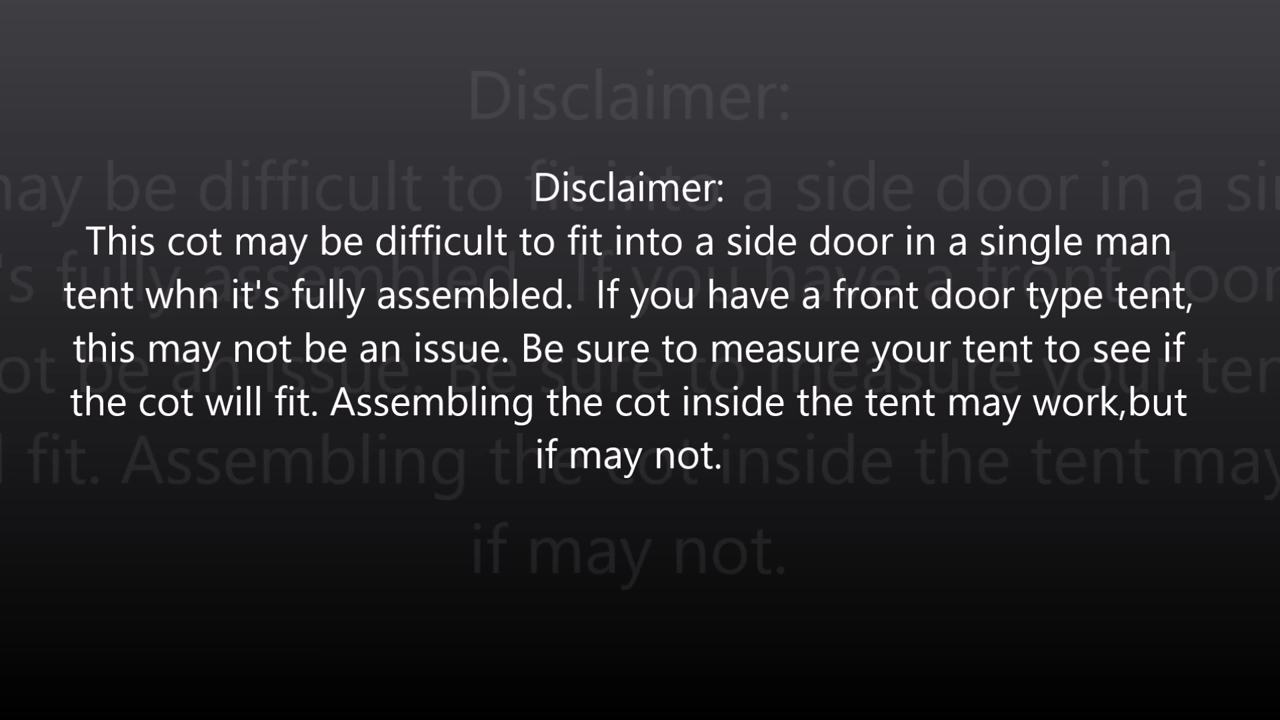 Disclaimer:
This cot may be difficult to fit into a side door in a single man
tent whn it's fully assembled.  If you have a front door type tent,
this may not be an issue. Be sure to measure your tent to see if
the cot will fit. Assembling the cot inside the tent may work,but
if may not.